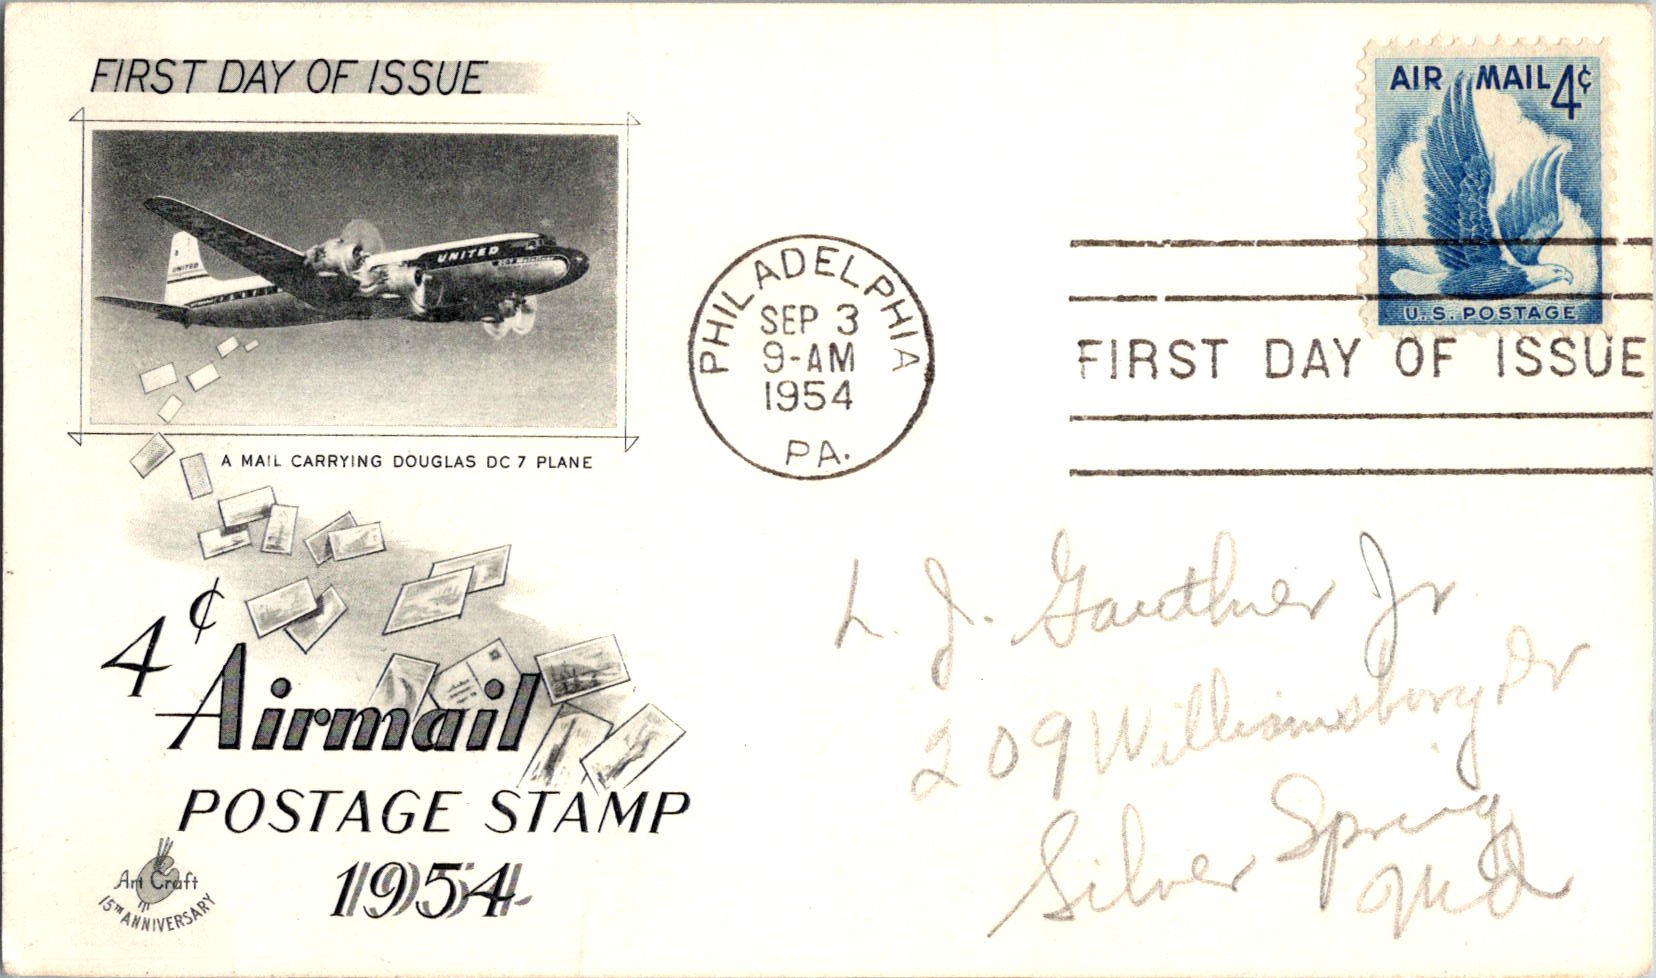 FIRST DAY OF ISSUE
UNITED
UNITED
A MAIL CARRYING DOUGLAS DC 7 PLANE
4¢
Airmail
POSTAGE STAMP
1954
Art Craft
15TH ANNIVERSARY
PHILADELPHIA
SEP 3
9-AM
1954
PA.
AIR MAIL 4¢
U.S. POSTAGE
FIRST DAY OF ISSUE
L. J. Gauthier Jr
209 Williamsburg Dr
Silver Spring
Md